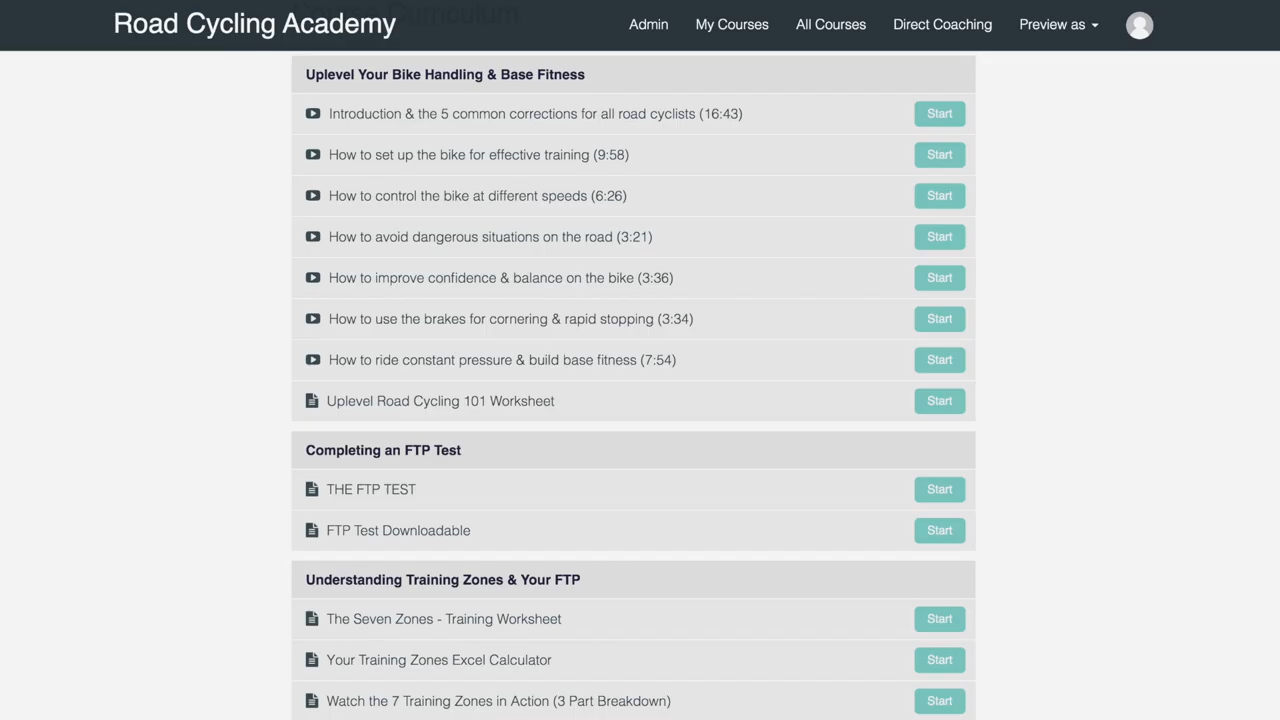 Road Cycling Academy
Admin
My Courses
All Courses
Direct Coaching
Preview as
Course Curriculum
Uplevel Your Bike Handling & Base Fitness
Introduction & the 5 common corrections for all road cyclists (16:43)
Start
How to set up the bike for effective training (9:58)
Start
How to control the bike at different speeds (6:26)
Start
How to avoid dangerous situations on the road (3:21)
Start
How to improve confidence & balance on the bike (3:36)
Start
How to use the brakes for cornering & rapid stopping (3:34)
Start
How to ride constant pressure & build base fitness (7:54)
Start
Uplevel Road Cycling 101 Worksheet
Start
Completing an FTP Test
THE FTP TEST
Start
FTP Test Downloadable
Start
Understanding Training Zones & Your FTP
The Seven Zones - Training Worksheet
Start
Your Training Zones Excel Calculator
Start
Watch the 7 Training Zones in Action (3 Part Breakdown)
Start